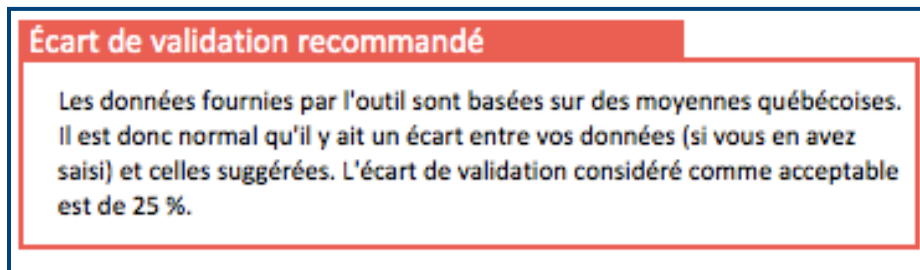 Écart de validation recommandé
Les données fournies par l'outil sont basées sur des moyennes québécoises.
Il est donc normal qu'il y ait un écart entre vos données (si vous en avez
saisi) et celles suggérées. L'écart de validation considéré comme acceptable
est de 25 %.